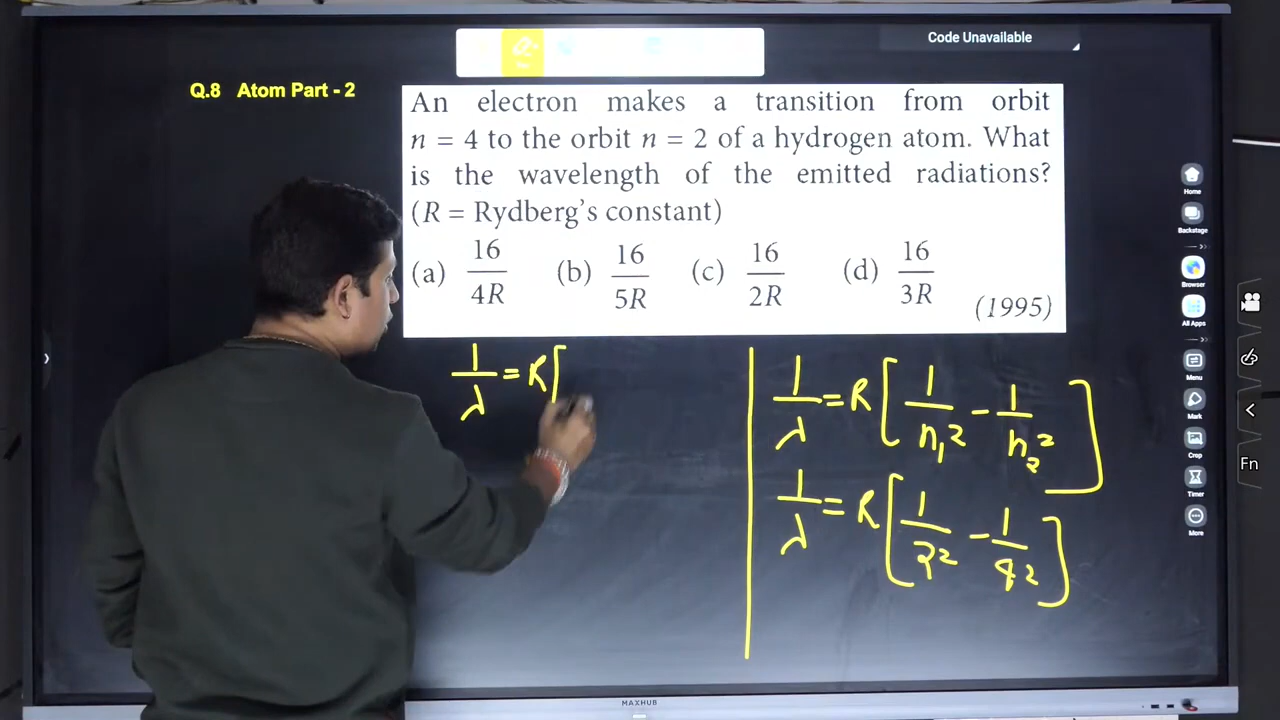 Code Unavailable
Q.8 Atom Part - 2
An electron makes a transition from orbit
n = 4 to the orbit n = 2 of a hydrogen atom. What
is the wavelength of the emitted radiations?
(R = Rydberg's constant)
(a) 16/4R (b) 16/5R (c) 16/2R (d) 16/3R
(1995)
1/λ = R[
1/λ = R[1/n₁² - 1/n₂²]
1/λ = R[1/2² - 1/4²]
Home
Backstage
Browser
All Apps
Menu
Mark
Crop
Timer
More
Fn
MAXHUB